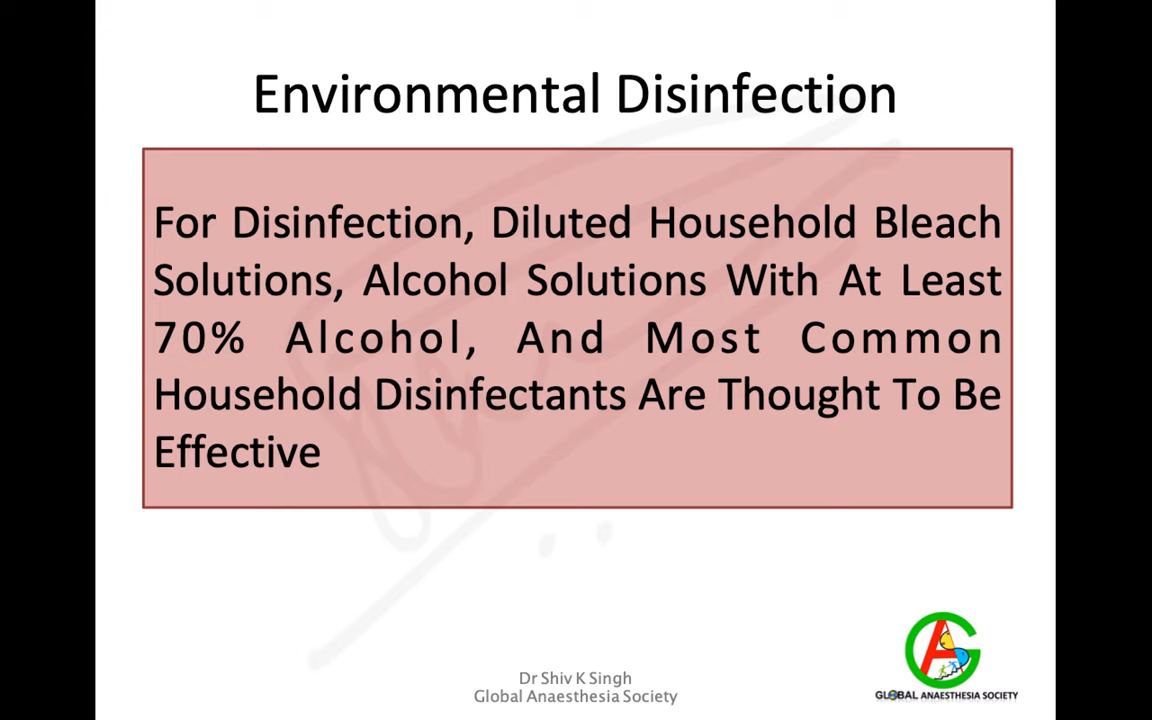 Environmental Disinfection
For Disinfection, Diluted Household Bleach
Solutions, Alcohol Solutions With At Least
70% Alcohol, And Most Common
Household Disinfectants Are Thought To Be
Effective
Dr Shiv K Singh
Global Anaesthesia Society
GLOBAL ANAESTHESIA SOCIETY